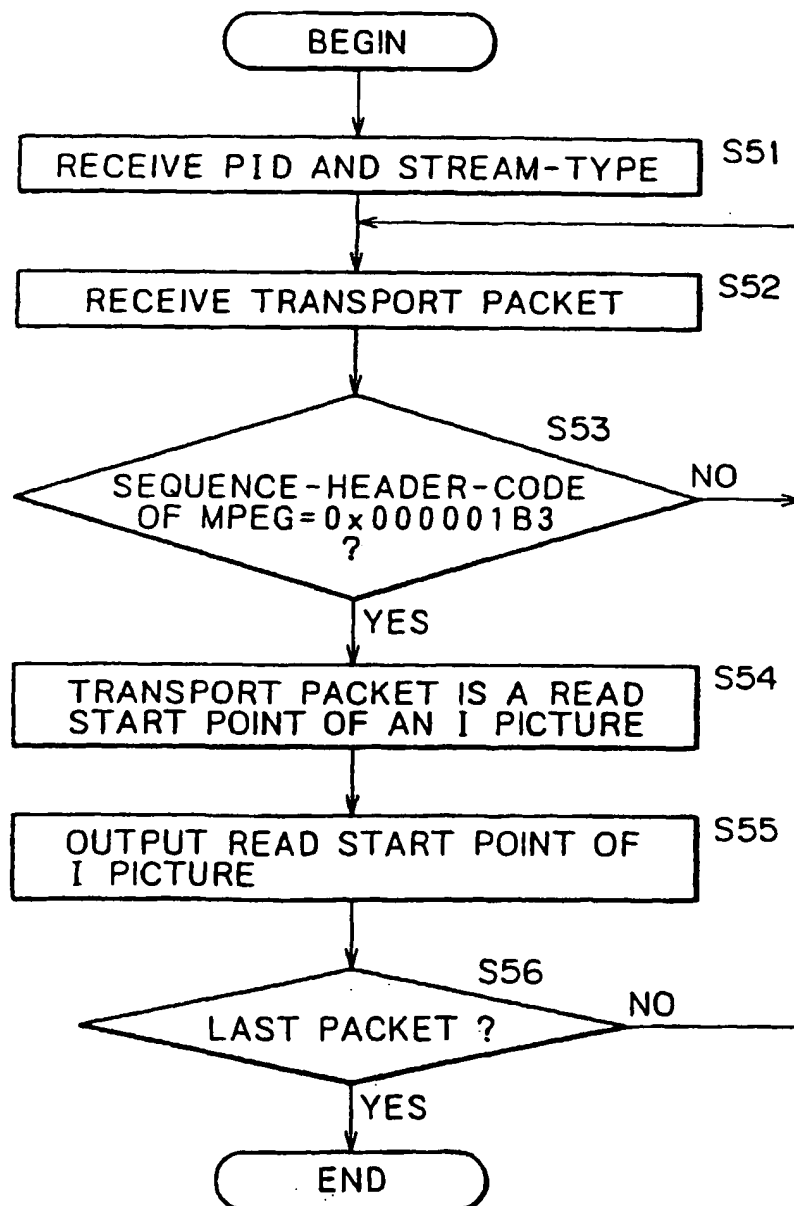 BEGIN
RECEIVE PID AND STREAM-TYPE
S51
RECEIVE TRANSPORT PACKET
S52
S53
SEQUENCE-HEADER-CODE
OF MPEG=0x000001B3
?
NO
YES
TRANSPORT PACKET IS A READ
START POINT OF AN I PICTURE
S54
OUTPUT READ START POINT OF
I PICTURE
S55
S56
LAST PACKET ?
NO
YES
END